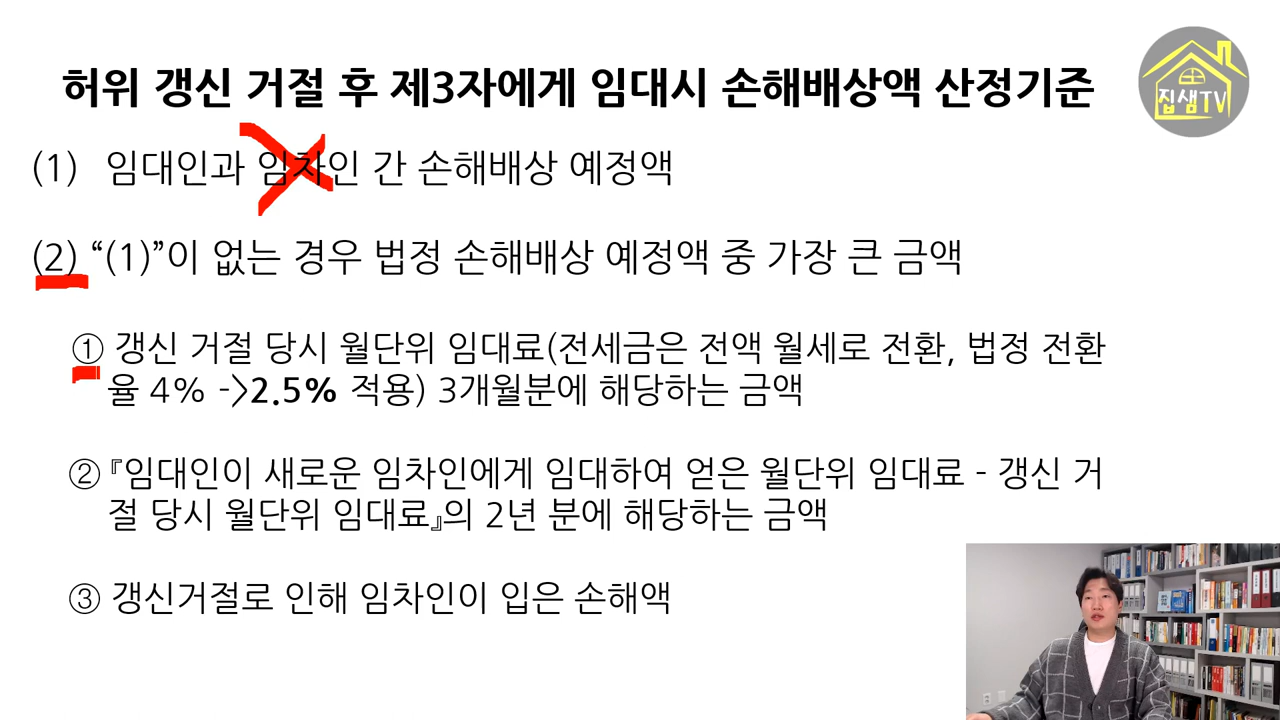 허위 갱신 거절 후 제3자에게 임대시 손해배상액 산정기준
집샘TV
(1) 임대인과 임차인 간 손해배상 예정액
(2) “(1)”이 없는 경우 법정 손해배상 예정액 중 가장 큰 금액
① 갱신 거절 당시 월단위 임대료(전세금은 전액 월세로 전환, 법정 전환
율 4% ->2.5% 적용) 3개월분에 해당하는 금액
② 『임대인이 새로운 임차인에게 임대하여 얻은 월단위 임대료 - 갱신 거
절 당시 월단위 임대료』의 2년 분에 해당하는 금액
③ 갱신거절로 인해 임차인이 입은 손해액